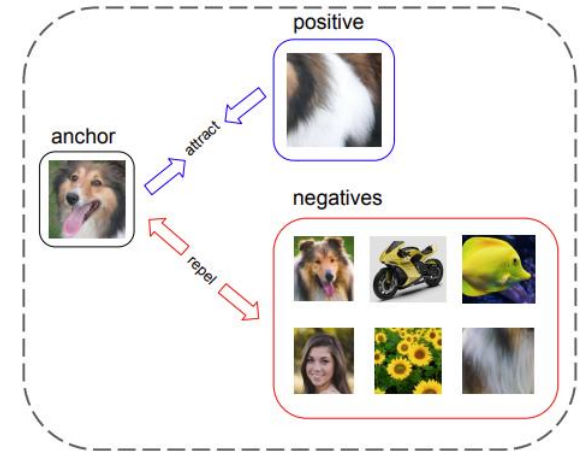 positive
anchor
attract
negatives
repel